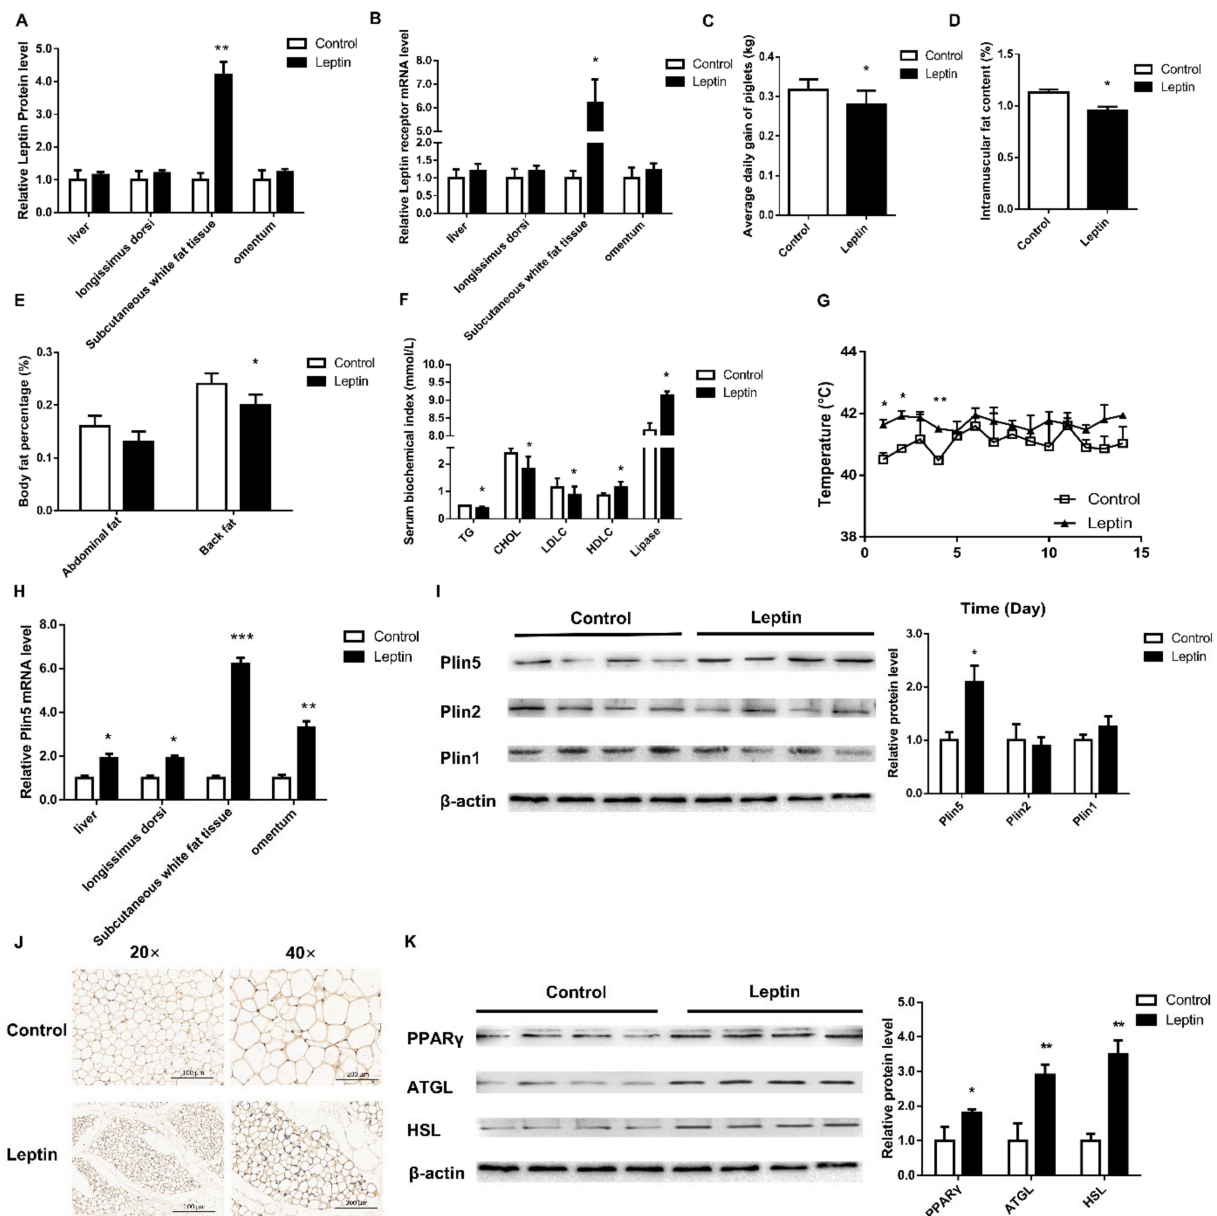 A
Relative Leptin Protein level
5.0
4.0
3.0
2.0
1.0
0.0
**
Control
Leptin
liver
longissimus dorsi
Subcutaneous white fat tissue
omentum
B
Relative Leptin receptor mRNA level
8.0
7.0
6.0
5.0
2.0
1.5
1.0
0.5
0.0
*
Control
Leptin
liver
longissimus dorsi
Subcutaneous white fat tissue
omentum
C
Average daily gain of piglets (kg)
0.4
0.3
0.2
0.1
0.0
*
Control
Leptin
Control
Leptin
D
Intramuscular fat content (%)
1.5
1.0
0.5
0.0
*
Control
Leptin
Control
Leptin
E
Body fat percentage (%)
0.3
0.2
0.1
0.0
*
Control
Leptin
Abdominal fat
Back fat
F
Serum biochemical index (mmol/L)
10.0
9.5
9.0
8.5
8.0
2
1
0
* * * * *
Control
Leptin
TG
CHOL
LDLC
HDLC
Lipase
G
Temperature (°C)
44
42
40
38
* * **
Control
Leptin
0 5 10 15
Time (Day)
H
Relative Plin5 mRNA level
8.0
6.0
4.0
2.0
0.0
* * *** **
Control
Leptin
liver
longissimus dorsi
Subcutaneous white fat tissue
omentum
I
Control Leptin
Plin5
Plin2
Plin1
β-actin
Relative protein level
3.0
2.0
1.0
0.0
*
Control
Leptin
Plin5
Plin2
Plin1
J
20× 40×
Control
100 μm
200 μm
Leptin
100 μm
200 μm
K
Control Leptin
PPARγ
ATGL
HSL
β-actin
Relative protein level
5.0
4.0
3.0
2.0
1.0
0.0
* ** **
Control
Leptin
PPARγ
ATGL
HSL